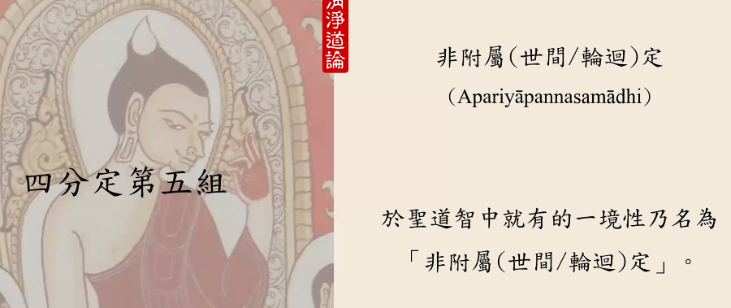 淨道論
四分定第五組
非附屬(世間/輪迴)定
（Apariyāpannasamādhi）
於聖道智中就有的一境性乃名為
「非附屬(世間/輪迴)定」。